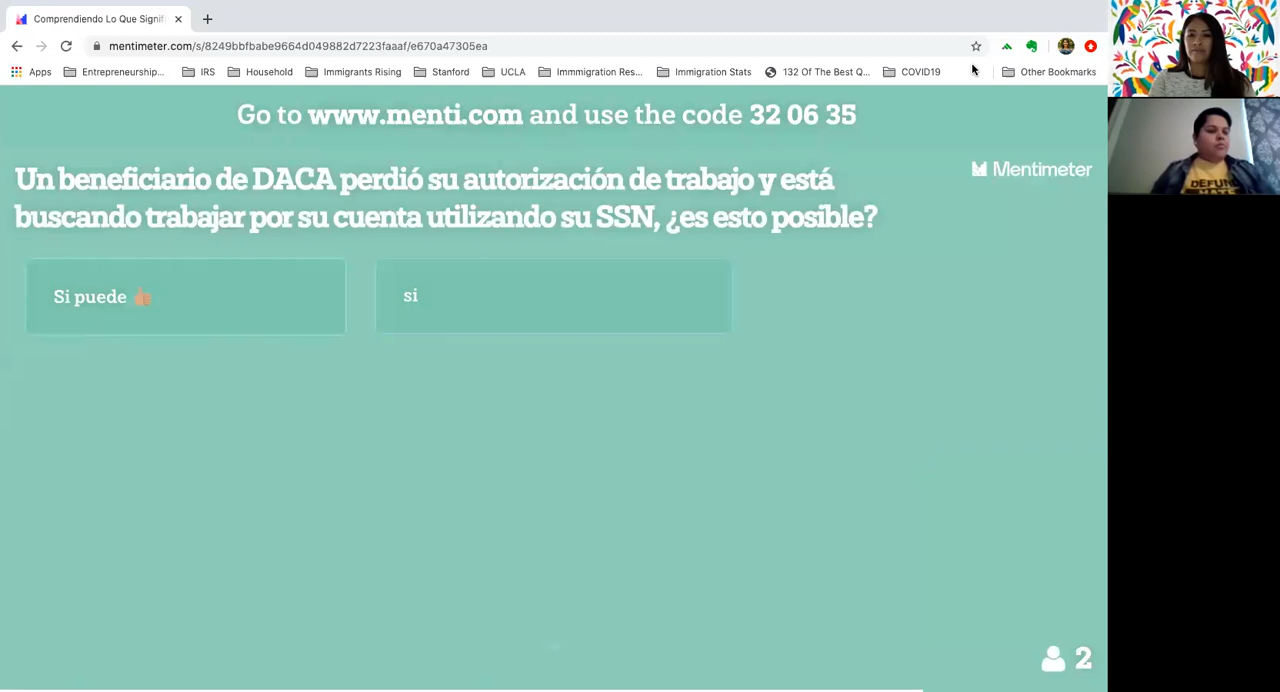 Comprendiendo Lo Que Signif
mentimeter.com/s/8249bbfbabe9664d049882d7223faaaf/e670a47305ea
Apps Entrepreneurship... IRS Household Immigrants Rising Stanford UCLA Immmigration Res... Immigration Stats 132 Of The Best Q... COVID19 Other Bookmarks
Go to www.menti.com and use the code 32 06 35
Mentimeter
Un beneficiario de DACA perdió su autorización de trabajo y está
buscando trabajar por su cuenta utilizando su SSN, ¿es esto posible?
Si puede 👍🏽
si
DEFUND
HATE
2